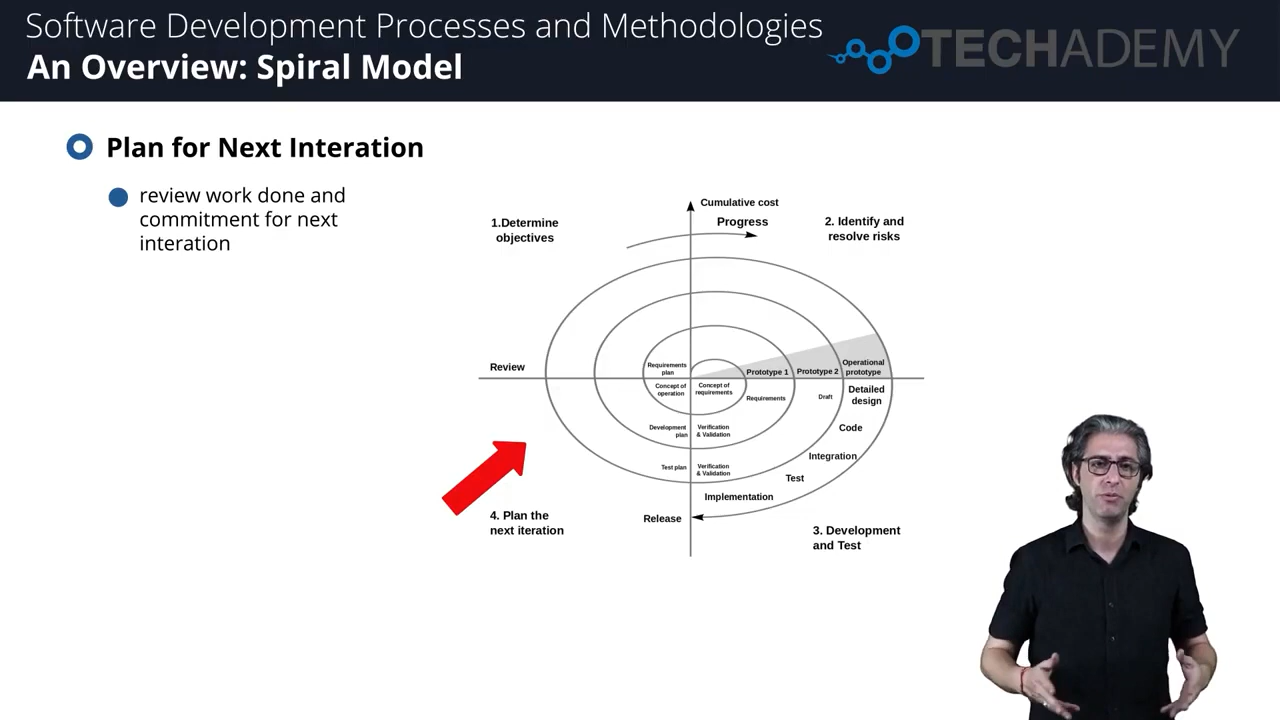 Software Development Processes and Methodologies
An Overview: Spiral Model
TECHADEMY
Plan for Next Interation
review work done and
commitment for next
interation
Cumulative cost
Progress
1.Determine
objectives
2. Identify and
resolve risks
Review
Requirements
plan
Prototype 1
Prototype 2
Operational
prototype
Concept of
operation
Concept of
requirements
Requirements
Draft
Detailed
design
Development
plan
Verification
& Validation
Code
Test plan
Verification
& Validation
Integration
Test
Implementation
Release
4. Plan the
next iteration
3. Development
and Test